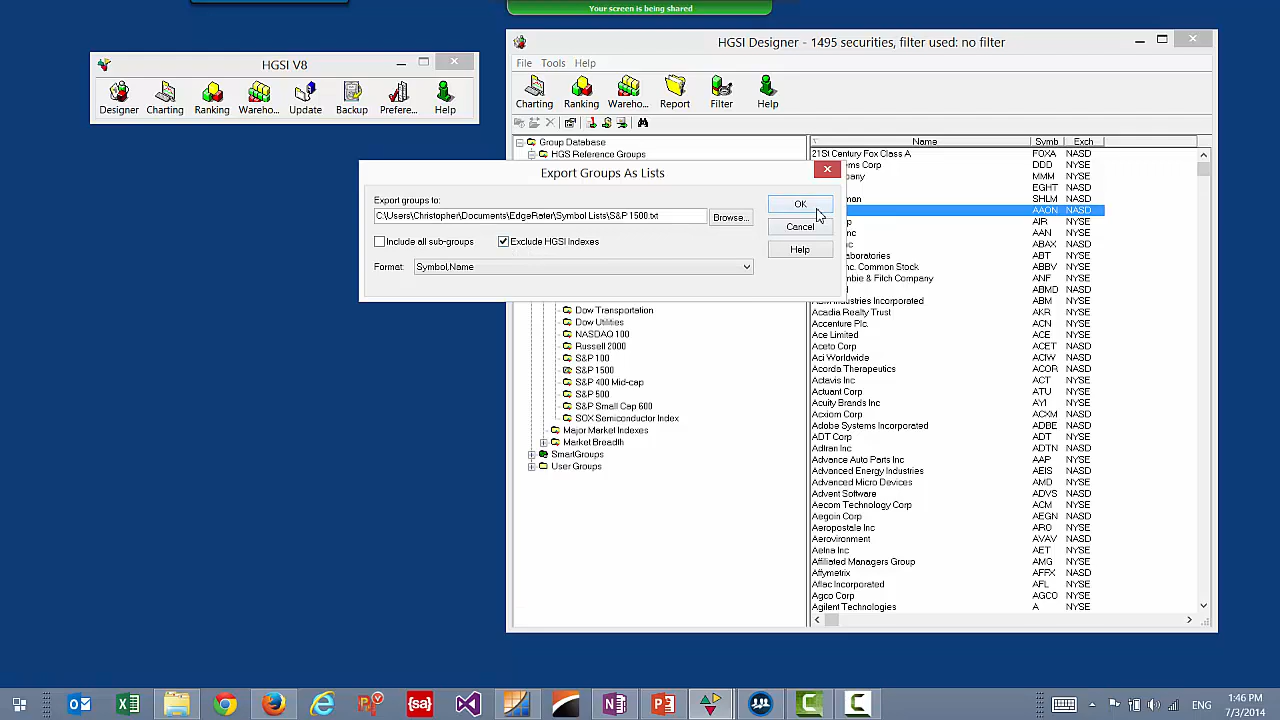 Your screen is being shared
HGSI V8
Designer Charting Ranking Wareho... Update Backup Prefere... Help
HGSI Designer - 1495 securities, filter used: no filter
File Tools Help
Charting Ranking Wareho... Report Filter Help
Group Database
HGS Reference Groups
Export Groups As Lists
Export groups to:
C:\Users\Christopher\Documents\EdgeRater\Symbol Lists\S&P 1500.txt
Browse...
Include all sub-groups
Exclude HGSI Indexes
Format: Symbol,Name
OK
Cancel
Help
Dow Transportation
Dow Utilities
NASDAQ 100
Russell 2000
S&P 100
S&P 1500
S&P 400 Mid-cap
S&P 500
S&P Small Cap 600
SOX Semiconductor Index
Major Market Indexes
Market Breadth
SmartGroups
User Groups
Name Symb Exch
21St Century Fox Class A FOXA NASD
ems Corp DDD NYSE
pany MMM NYSE
EGHT NASD
man SHLM NASD
AAON NASD
p AIR NYSE
AAN NYSE
ABAX NASD
aboratories ABT NYSE
c. Common Stock ABBV NYSE
mbie & Fitch Corp ANF NYSE
ABMD NASD
ABM Industries Incorporated ABM NYSE
Acadia Realty Trust AKR NYSE
Accenture Plc. ACN NYSE
Ace Limited ACE NYSE
Aceto Corp ACET NASD
Aci Worldwide ACIW NASD
Acorda Therapeutics ACOR NASD
Actavis Inc ACT NYSE
Actuant Corp ATU NYSE
Acuity Brands Inc AYI NYSE
Acxiom Corp ACXM NASD
Adobe Systems Incorporated ADBE NASD
ADT Corp ADT NYSE
Adtran Inc ADTN NASD
Advance Auto Parts Inc AAP NYSE
Advanced Energy Industries AEIS NASD
Advanced Micro Devices AMD NYSE
Advent Software ADVS NASD
Aecom Technology Corp ACM NYSE
Aegion Corp AEGN NASD
Aeropostale Inc ARO NYSE
Aerovironment AVAV NASD
Aetna Inc AET NYSE
Affiliated Managers Group AMG NYSE
Affymetrix AFFX NASD
Aflac Incorporated AFL NYSE
Agco Corp AGCO NYSE
Agilent Technologies A NYSE
ENG
1:46 PM
7/3/2014